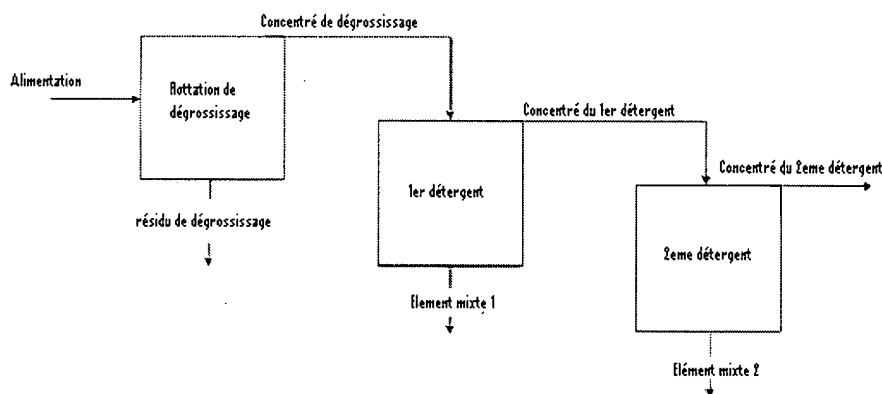 Concentré de dégrossissage
Alimentation
flottation de
dégrossissage
Concentré du 1er détergent
Concentré du 2eme détergent
1er détergent
résidu de dégrossissage
2eme détergent
Element mixte 1
Elément mixte 2